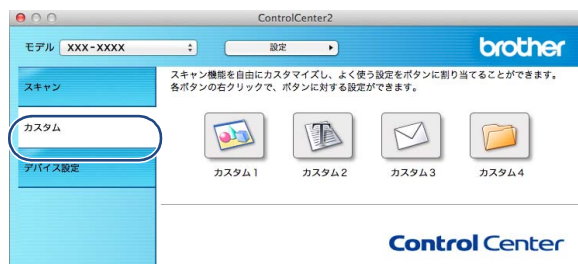 ControlCenter2
モデル XXX-XXXX 設定 brother
スキャン
スキャン機能を自由にカスタマイズし、よく使う設定をボタンに割り当てることができます。
各ボタンの右クリックで、ボタンに対する設定ができます。
カスタム
デバイス設定
カスタム 1 カスタム 2 カスタム 3 カスタム 4
Control Center